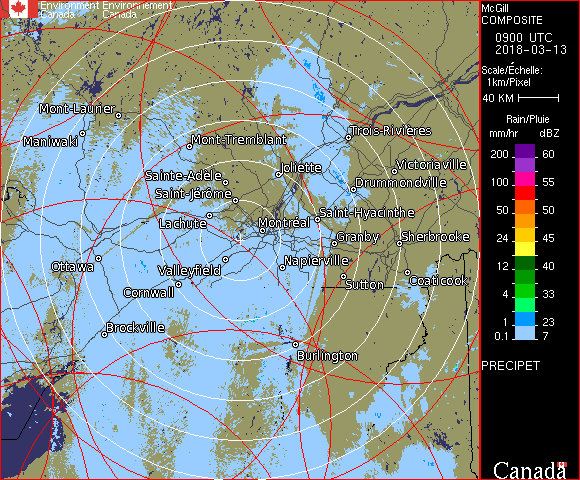 Environment Environnement
Canada Canada
McGill
COMPOSITE
0900 UTC
2018-03-13
Scale/Échelle:
1km/Pixel
40 KM
Rain/Pluie
mm/hr dBZ
200 60
150 57
100 55
50 50
24 45
12 40
4 33
1 23
0.1 7
PRECIPET
Canada
Mont-Laurier
Maniwaki
Mont-Tremblant
Trois-Rivières
Joliette
Victoriaville
Sainte-Adèle
Drummondville
Saint-Jérôme
Saint-Hyacinthe
Lachute
Montréal
Granby
Sherbrooke
Ottawa
Valleyfield
Napierville
Sutton
Coaticook
Cornwall
Brockville
Burlington